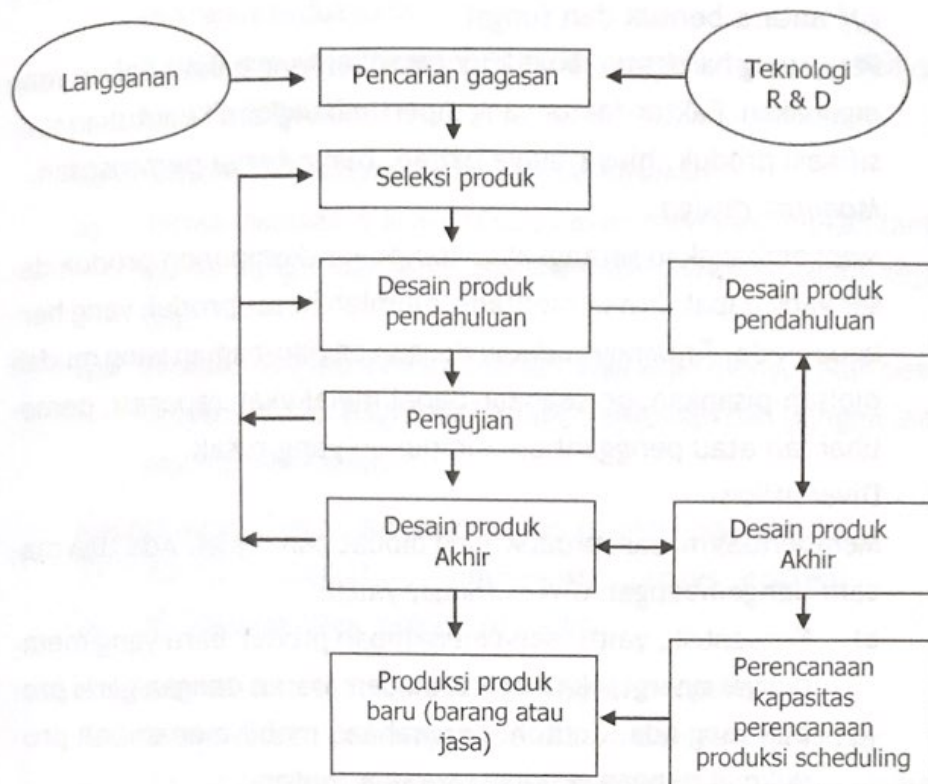 Langganan
Pencarian gagasan
Teknologi
R & D
Seleksi produk
Desain produk
pendahuluan
Desain produk
pendahuluan
Pengujian
Desain produk
Akhir
Desain produk
Akhir
Produksi produk
baru (barang atau
jasa)
Perencanaan
kapasitas
perencanaan
produksi scheduling